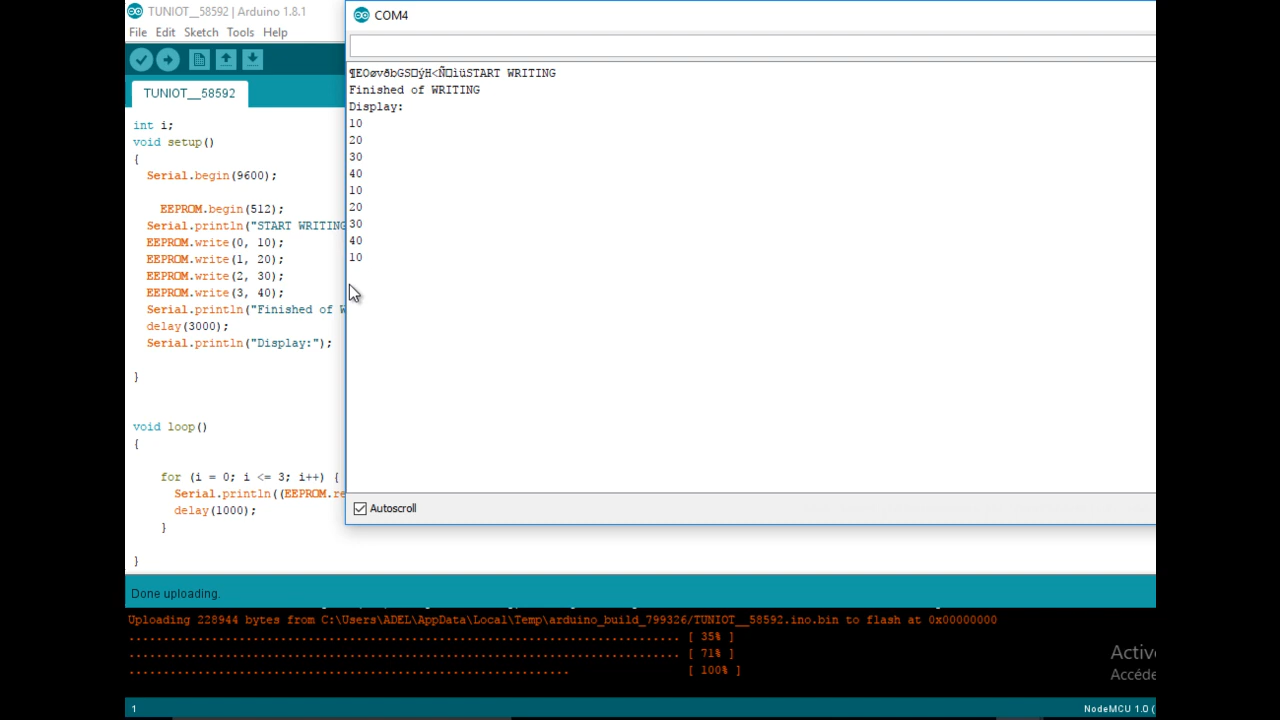 TUNIOT__58592 | Arduino 1.8.1
File Edit Sketch Tools Help
TUNIOT__58592
int i;
void setup()
{
Serial.begin(9600);
EEPROM.begin(512);
Serial.println("START WRITING
EEPROM.write(0, 10);
EEPROM.write(1, 20);
EEPROM.write(2, 30);
EEPROM.write(3, 40);
Serial.println("Finished of W
delay(3000);
Serial.println("Display:");
}
void loop()
{
for (i = 0; i <= 3; i++) {
Serial.println((EEPROM.re
delay(1000);
}
}
COM4
START WRITING
Finished of WRITING
Display:
10
20
30
40
10
20
30
40
10
Autoscroll
Done uploading.
Uploading 228944 bytes from C:\Users\ADEL\AppData\Local\Temp\arduino_build_799326/TUNIOT__58592.ino.bin to flash at 0x00000000
[ 35% ]
[ 71% ]
[ 100% ]
Active
Accéde
1
NodeMCU 1.0 (